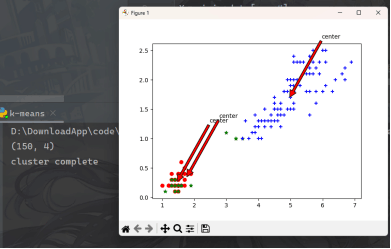 Figure 1
center
center
center
2.5
2.0
1.5
1.0
0.5
0.0
1
2
3
4
5
6
7
k-means
D:\DownloadApp\code\
(150, 4)
cluster complete